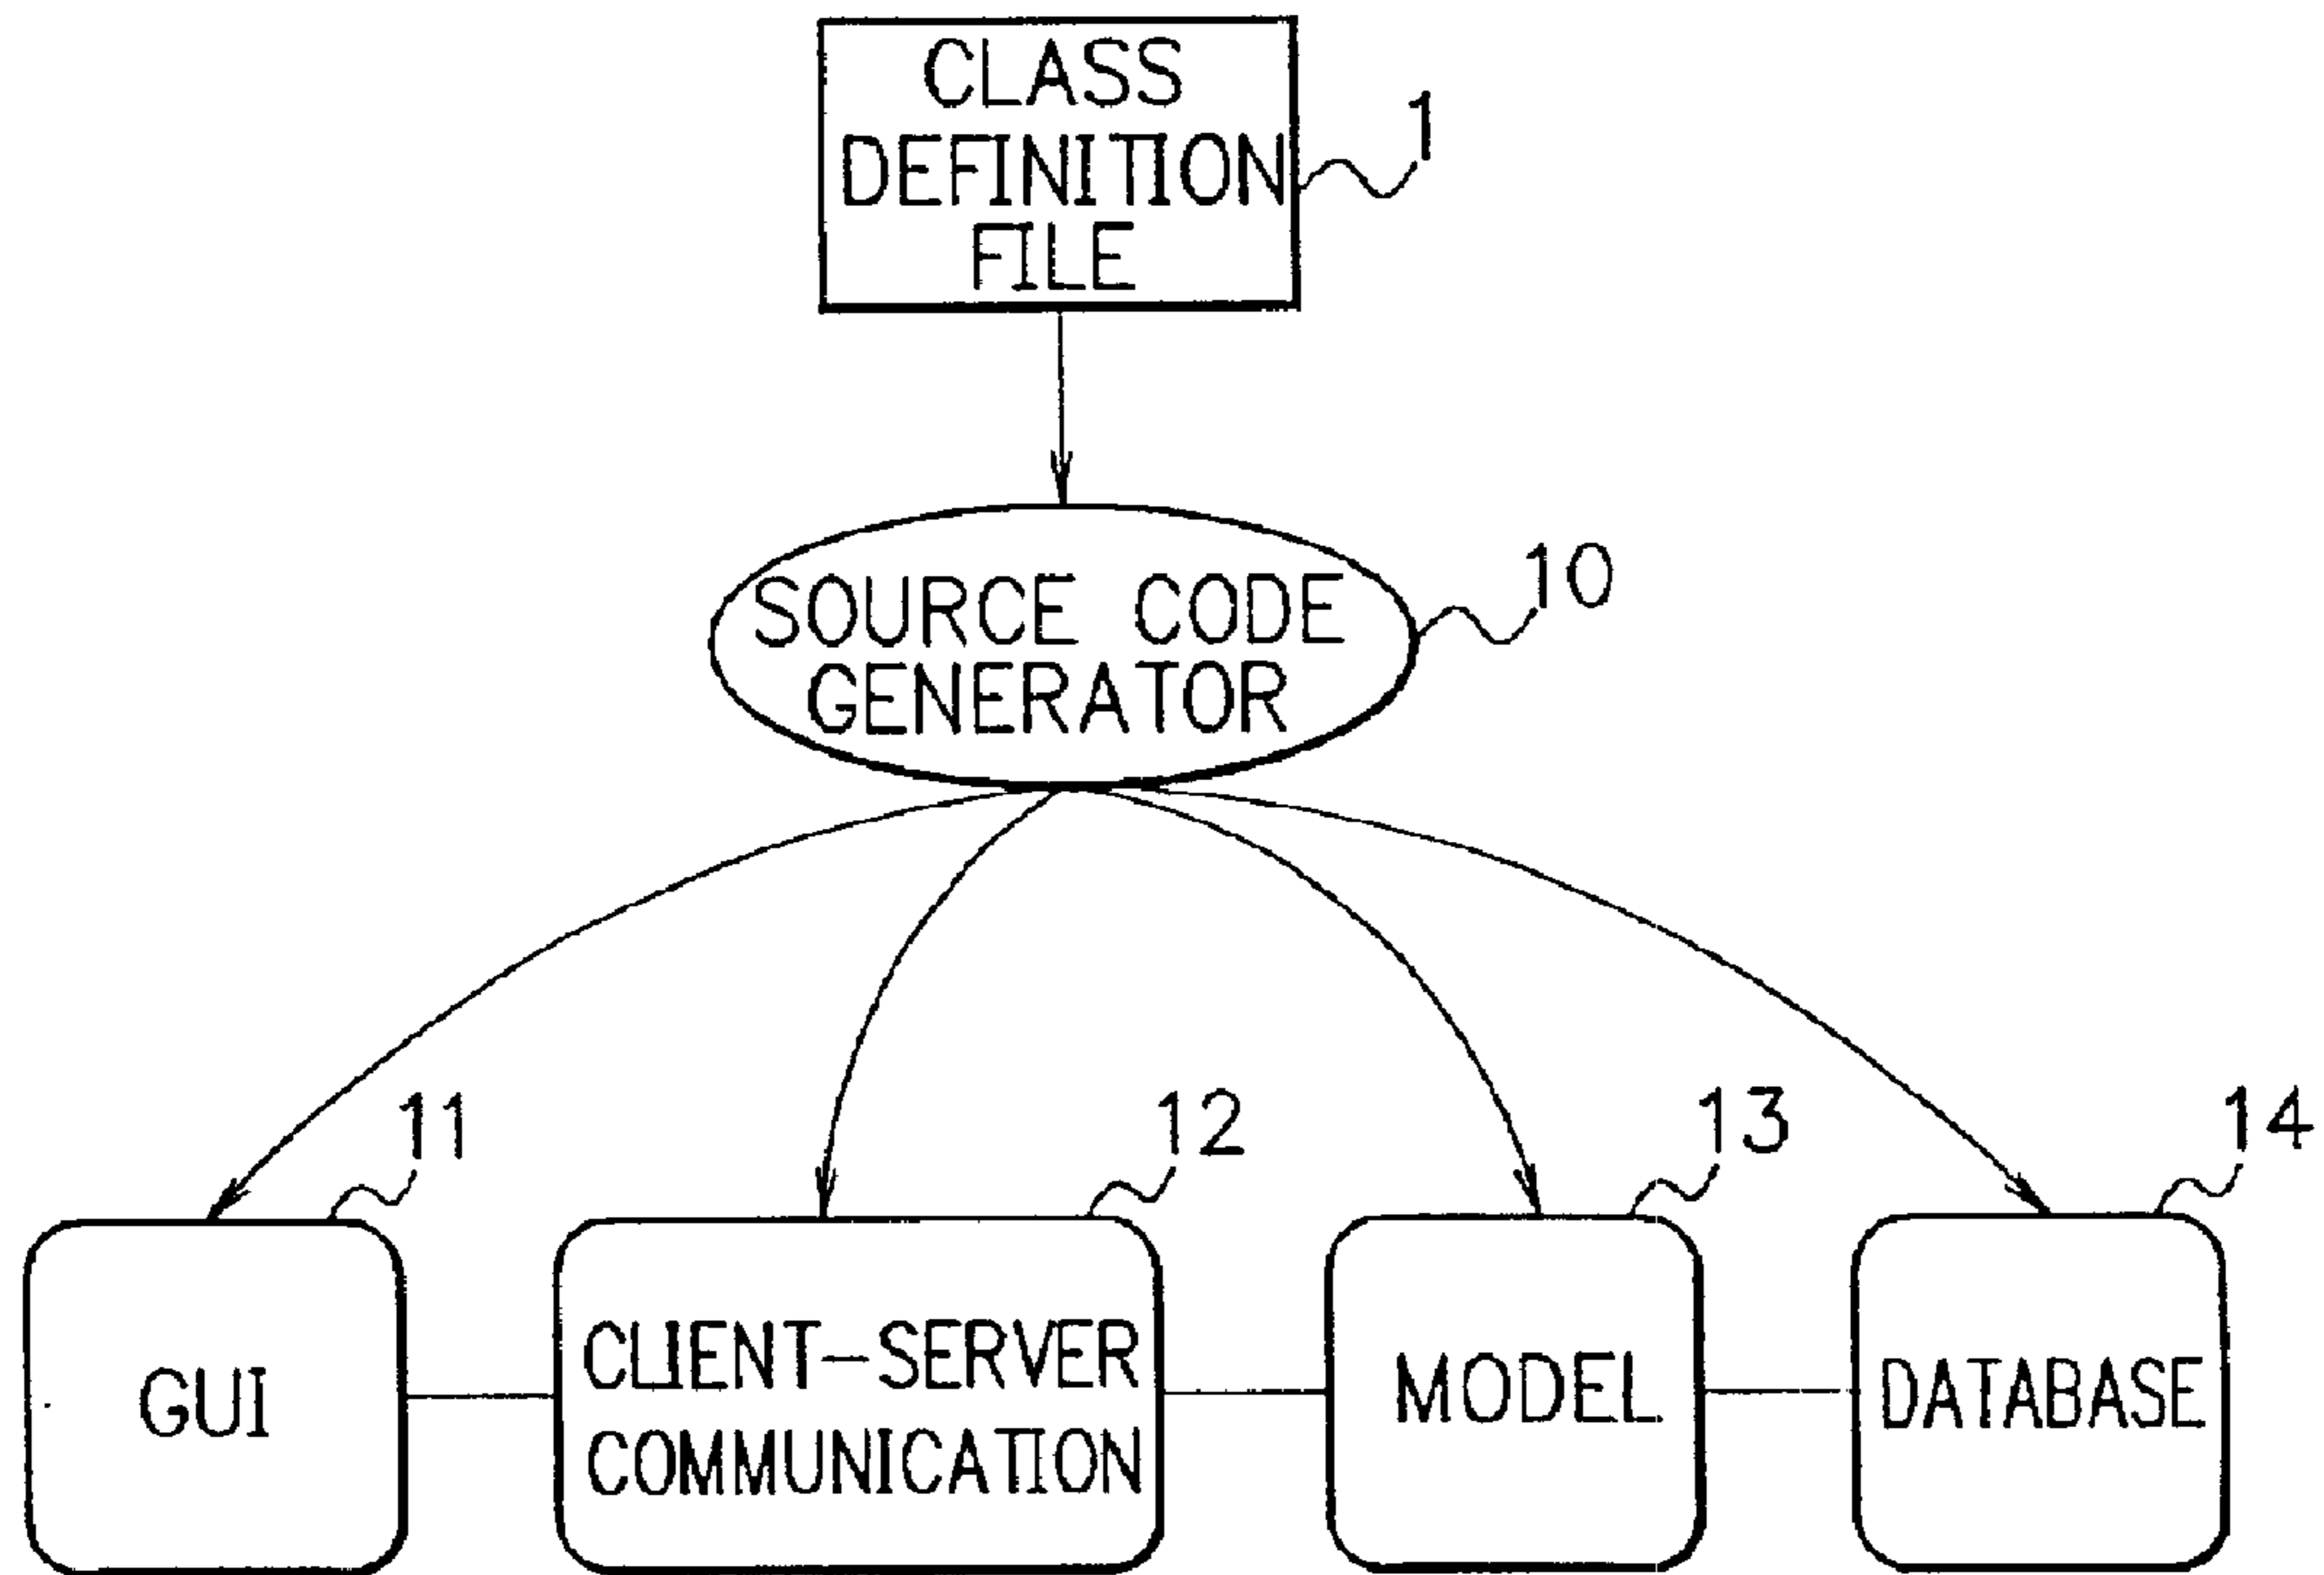 CLASS
DEFINITION
FILE
1
SOURCE CODE
GENERATOR
10
11
12
13
14
GUI
CLIENT-SERVER
COMMUNICATION
MODEL
DATABASE